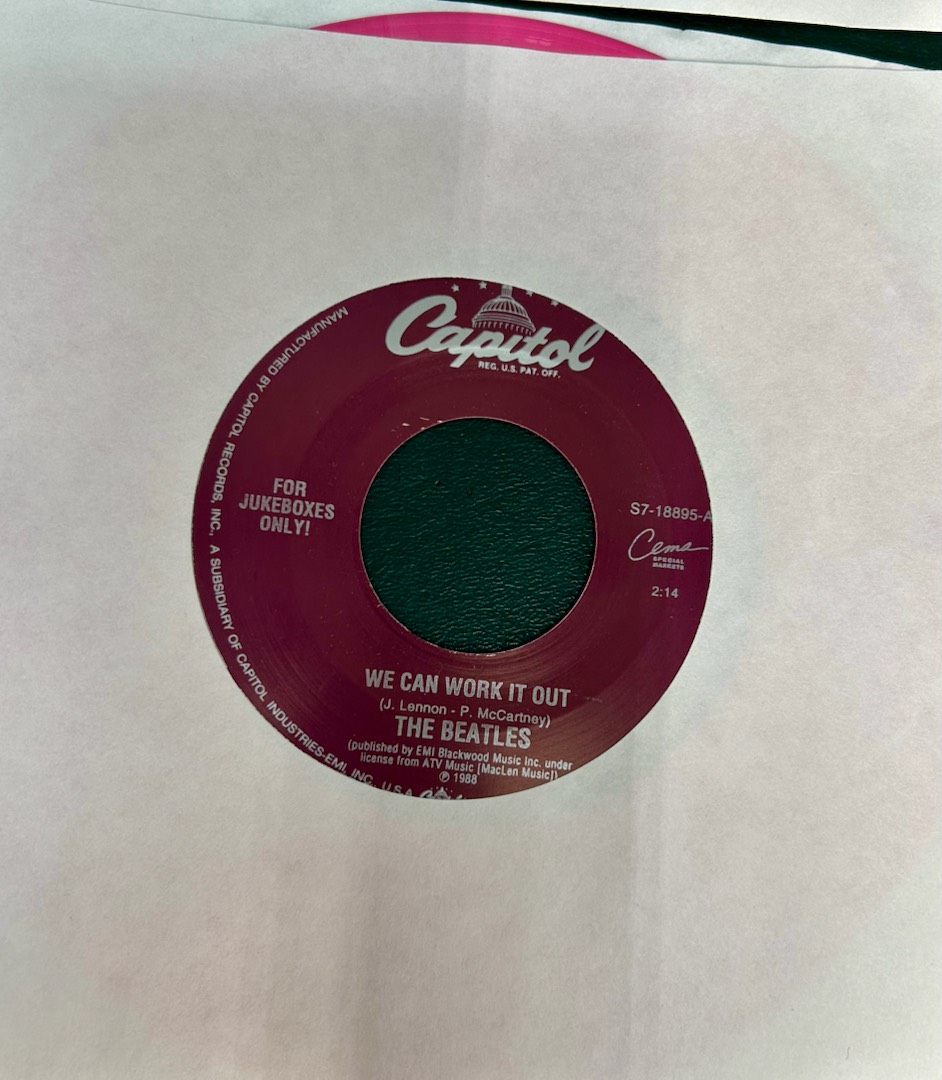 Capitol
REG. U.S. PAT. OFF.
MANUFACTURED BY CAPITOL RECORDS, INC., A SUBSIDIARY OF CAPITOL INDUSTRIES-EMI, INC. U.S.A.
FOR
JUKEBOXES
ONLY!
S7-18895-A
Cema
SPECIAL
MARKETS
2:14
WE CAN WORK IT OUT
(J. Lennon - P. McCartney)
THE BEATLES
(published by EMI Blackwood Music Inc. under
license from ATV Music [MacLen Music])
℗ 1988